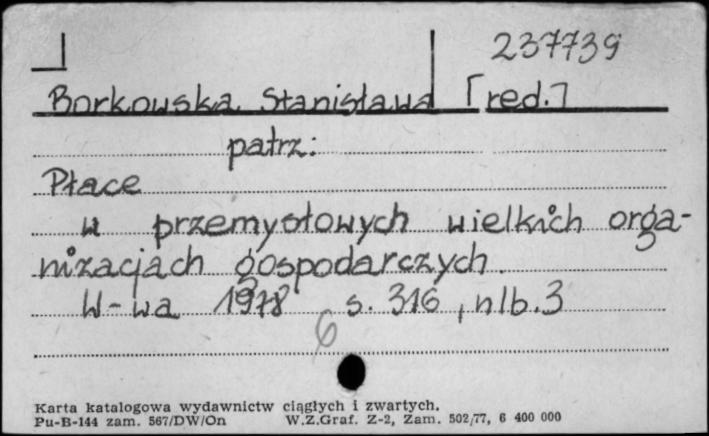 237739
Borkowska Stanisława [red.]
patrz:
Płace
w przemysłowych wielkich orga-
nizacjach gospodarczych.
W-wa 1978 s. 316, nlb. 3
6
Karta katalogowa wydawnictw ciągłych i zwartych.
Pu-B-144 zam. 567/DW/On W.Z.Graf. Z-2, Zam. 502/77, 6 400 000